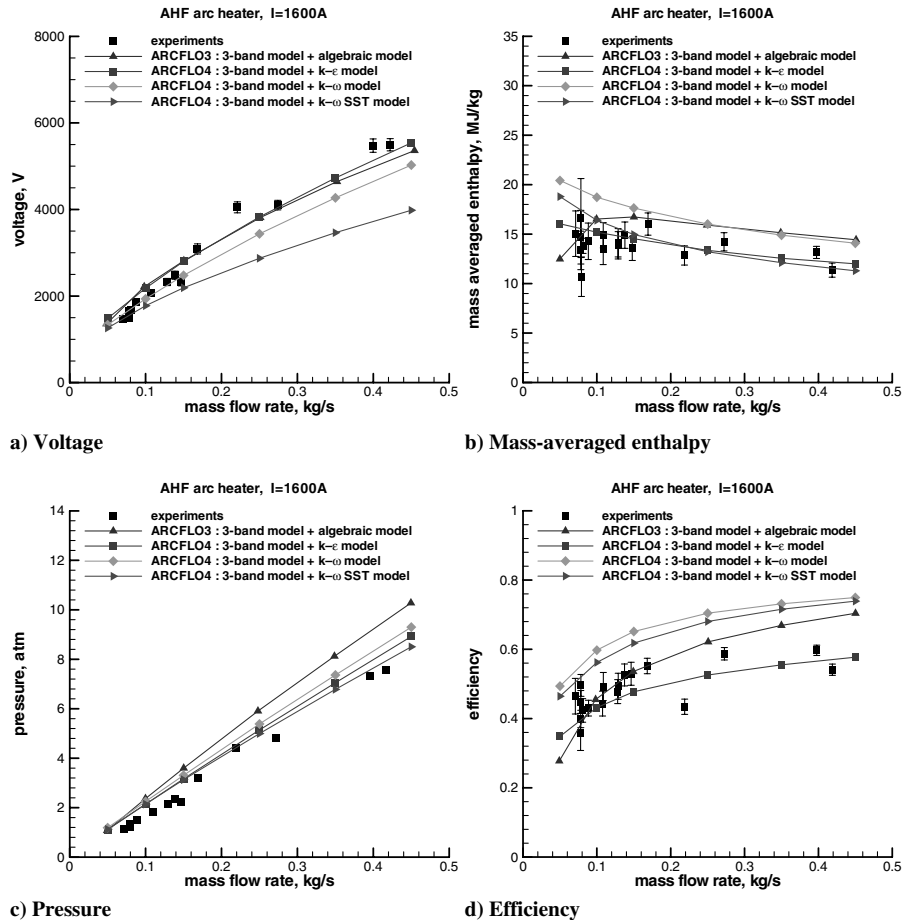 AHF arc heater, I=1600A
experiments
ARCFLO3 : 3-band model + algebraic model
ARCFLO4 : 3-band model + k-ε model
ARCFLO4 : 3-band model + k-ω model
ARCFLO4 : 3-band model + k-ω SST model
8000
6000
4000
2000
0
voltage, V
0 0.1 0.2 0.3 0.4 0.5
mass flow rate, kg/s
a) Voltage
AHF arc heater, I=1600A
experiments
ARCFLO3 : 3-band model + algebraic model
ARCFLO4 : 3-band model + k-ε model
ARCFLO4 : 3-band model + k-ω model
ARCFLO4 : 3-band model + k-ω SST model
35
30
25
20
15
10
5
0
mass averaged enthalpy, MJ/kg
0 0.1 0.2 0.3 0.4 0.5
mass flow rate, kg/s
b) Mass-averaged enthalpy
AHF arc heater, I=1600A
experiments
ARCFLO3 : 3-band model + algebraic model
ARCFLO4 : 3-band model + k-ε model
ARCFLO4 : 3-band model + k-ω model
ARCFLO4 : 3-band model + k-ω SST model
14
12
10
8
6
4
2
0
pressure, atm
0 0.1 0.2 0.3 0.4 0.5
mass flow rate, kg/s
c) Pressure
AHF arc heater, I=1600A
experiments
ARCFLO3 : 3-band model + algebraic model
ARCFLO4 : 3-band model + k-ε model
ARCFLO4 : 3-band model + k-ω model
ARCFLO4 : 3-band model + k-ω SST model
1
0.8
0.6
0.4
0.2
0
efficiency
0 0.1 0.2 0.3 0.4 0.5
mass flow rate, kg/s
d) Efficiency